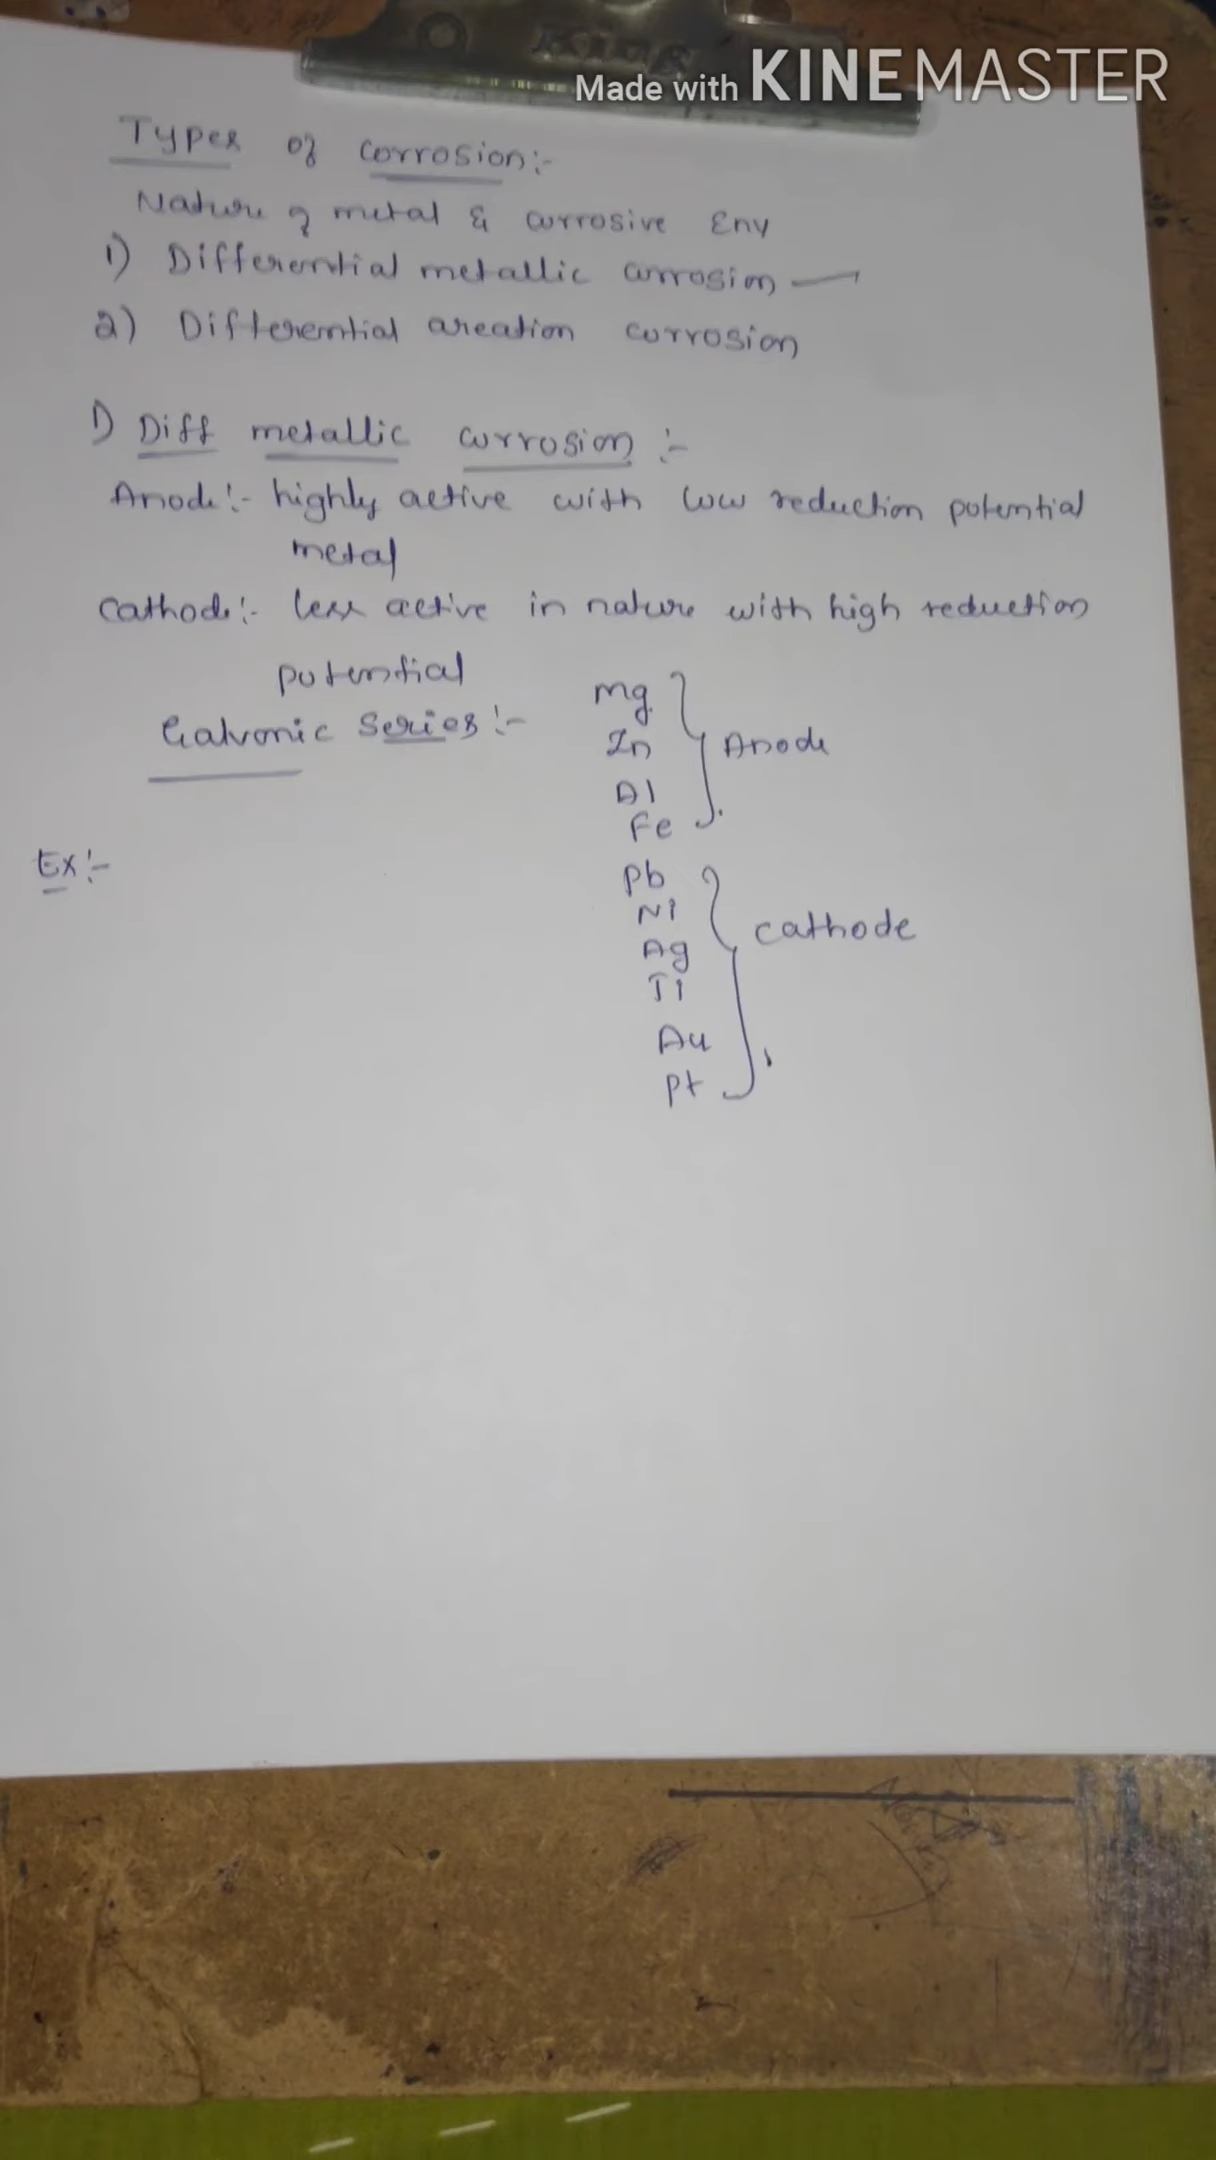 King
Made with KINEMASTER
Types of corrosion:-
Nature of metal & corrosive Env
1) Differential metallic corrosion —
2) Differential areation corrosion
1) Diff metallic corrosion :-
Anode:- highly active with low reduction potential
metal
Cathode:- less active in nature with high reduction
potential
Galvonic Series:-
Mg
Zn
Al
Fe
Anode
Ex:-
Pb
Ni
Ag
Ti
Au
Pt
Cathode